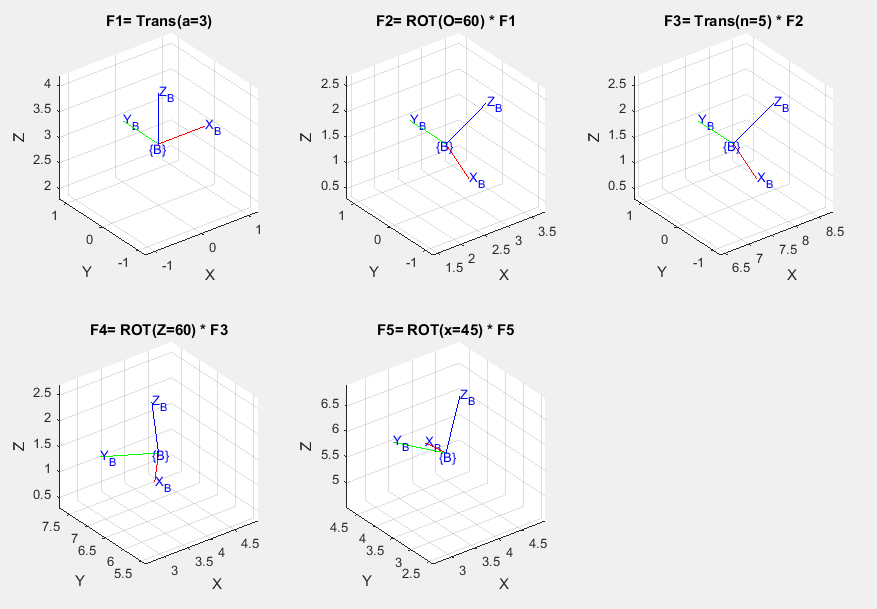 F1= Trans(a=3)
4
3.5
3
2.5
2
Z
Z_B
Y_B
X_B
{B}
1
0
-1
Y
-1
0
1
X
F2= ROT(O=60) * F1
2.5
2
1.5
1
0.5
Z
Z_B
Y_B
{B}
X_B
1
0
-1
Y
1.5
2
2.5
3
3.5
X
F3= Trans(n=5) * F2
2.5
2
1.5
1
0.5
Z
Z_B
Y_B
{B}
X_B
1
0
-1
Y
6.5
7
7.5
8
8.5
X
F4= ROT(Z=60) * F3
2.5
2
1.5
1
0.5
Z
Z_B
Y_B
{B}
X_B
7.5
7
6.5
6
5.5
Y
3
3.5
4
4.5
X
F5= ROT(x=45) * F5
6.5
6
5.5
5
Z
Z_B
Y_B
X_B
{B}
4.5
4
3.5
3
2.5
Y
3
3.5
4
4.5
X